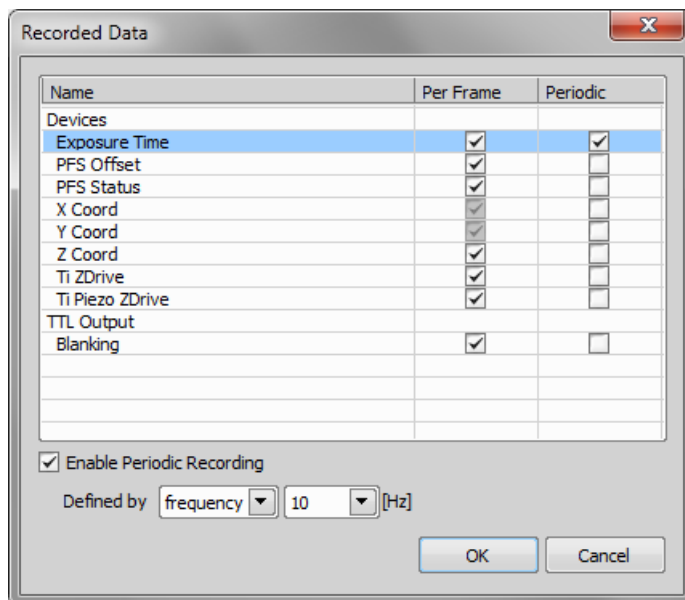 Recorded Data
Name Per Frame Periodic
Devices
Exposure Time
PFS Offset
PFS Status
X Coord
Y Coord
Z Coord
Ti ZDrive
Ti Piezo ZDrive
TTL Output
Blanking
Enable Periodic Recording
Defined by frequency 10 [Hz]
OK Cancel